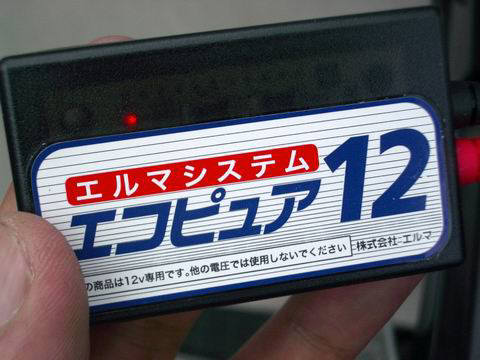 エルマシステム
エコピュア12
の商品は12v専用です。他の電圧では使用しないでください
株式会社 エルマ